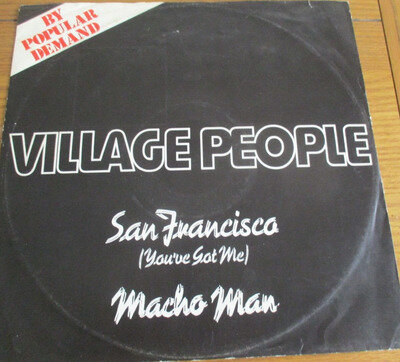 BY
POPULAR
DEMAND
VILLAGE PEOPLE
San Francisco
(You've Got Me)
Macho Man